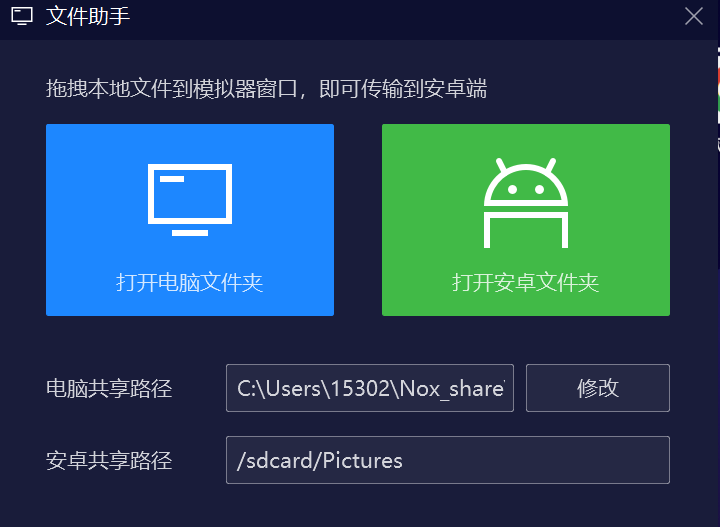 文件助手
拖拽本地文件到模拟器窗口，即可传输到安卓端
打开电脑文件夹
打开安卓文件夹
电脑共享路径
C:\Users\15302\Nox_share\
修改
安卓共享路径
/sdcard/Pictures